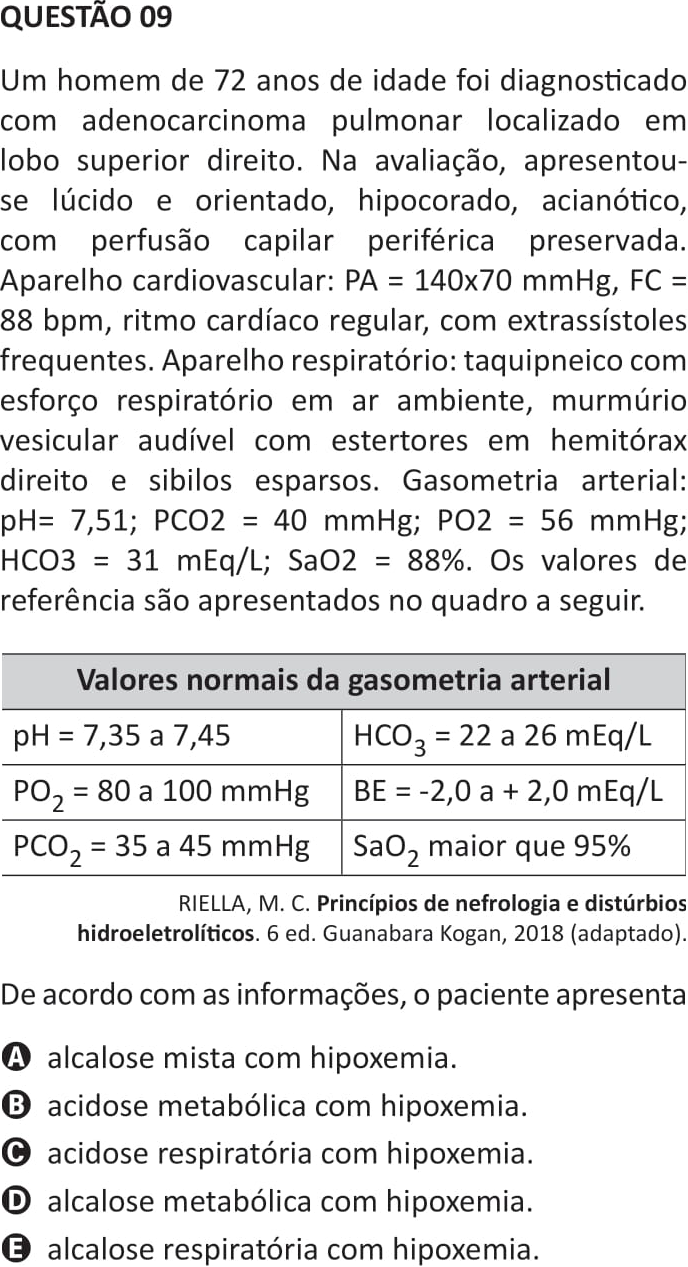 QUESTÃO 09
Um homem de 72 anos de idade foi diagnosticado
com adenocarcinoma pulmonar localizado em
lobo superior direito. Na avaliação, apresentou-
se lúcido e orientado, hipocorado, acianótico,
com perfusão capilar periférica preservada.
Aparelho cardiovascular: PA = 140x70 mmHg, FC =
88 bpm, ritmo cardíaco regular, com extrassístoles
frequentes. Aparelho respiratório: taquipneico com
esforço respiratório em ar ambiente, murmúrio
vesicular audível com estertores em hemitórax
direito e sibilos esparsos. Gasometria arterial:
pH= 7,51; PCO2 = 40 mmHg; PO2 = 56 mmHg;
HCO3 = 31 mEq/L; SaO2 = 88%. Os valores de
referência são apresentados no quadro a seguir.
Valores normais da gasometria arterial
pH = 7,35 a 7,45 HCO₃ = 22 a 26 mEq/L
PO₂ = 80 a 100 mmHg BE = -2,0 a + 2,0 mEq/L
PCO₂ = 35 a 45 mmHg SaO₂ maior que 95%
RIELLA, M. C. Princípios de nefrologia e distúrbios
hidroeletrolíticos. 6 ed. Guanabara Kogan, 2018 (adaptado).
De acordo com as informações, o paciente apresenta
A alcalose mista com hipoxemia.
B acidose metabólica com hipoxemia.
C acidose respiratória com hipoxemia.
D alcalose metabólica com hipoxemia.
E alcalose respiratória com hipoxemia.